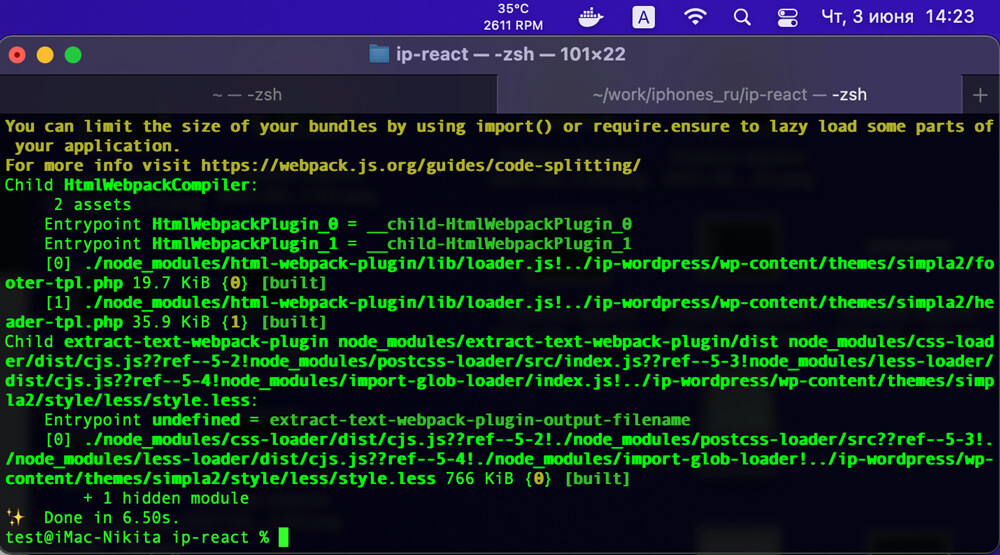 35°C
2611 RPM
A
Чт, 3 июня 14:23
ip-react — -zsh — 101×22
~ — -zsh
~/work/iphones_ru/ip-react — -zsh
+
You can limit the size of your bundles by using import() or require.ensure to lazy load some parts of
your application.
For more info visit https://webpack.js.org/guides/code-splitting/
Child HtmlWebpackCompiler:
2 assets
Entrypoint HtmlWebpackPlugin_0 = __child-HtmlWebpackPlugin_0
Entrypoint HtmlWebpackPlugin_1 = __child-HtmlWebpackPlugin_1
[0] ./node_modules/html-webpack-plugin/lib/loader.js!../ip-wordpress/wp-content/themes/simpla2/fo
oter-tpl.php 19.7 KiB {0} [built]
[1] ./node_modules/html-webpack-plugin/lib/loader.js!../ip-wordpress/wp-content/themes/simpla2/he
ader-tpl.php 35.9 KiB {1} [built]
Child extract-text-webpack-plugin node_modules/extract-text-webpack-plugin/dist node_modules/css-load
er/dist/cjs.js??ref--5-2!node_modules/postcss-loader/src/index.js??ref--5-3!node_modules/less-loader/
dist/cjs.js??ref--5-4!node_modules/import-glob-loader/index.js!../ip-wordpress/wp-content/themes/simp
la2/style/less/style.less:
Entrypoint undefined = extract-text-webpack-plugin-output-filename
[0] ./node_modules/css-loader/dist/cjs.js??ref--5-2!./node_modules/postcss-loader/src??ref--5-3!.
/node_modules/less-loader/dist/cjs.js??ref--5-4!./node_modules/import-glob-loader!../ip-wordpress/wp-
content/themes/simpla2/style/less/style.less 766 KiB {0} [built]
+ 1 hidden module
✨ Done in 6.50s.
test@iMac-Nikita ip-react %